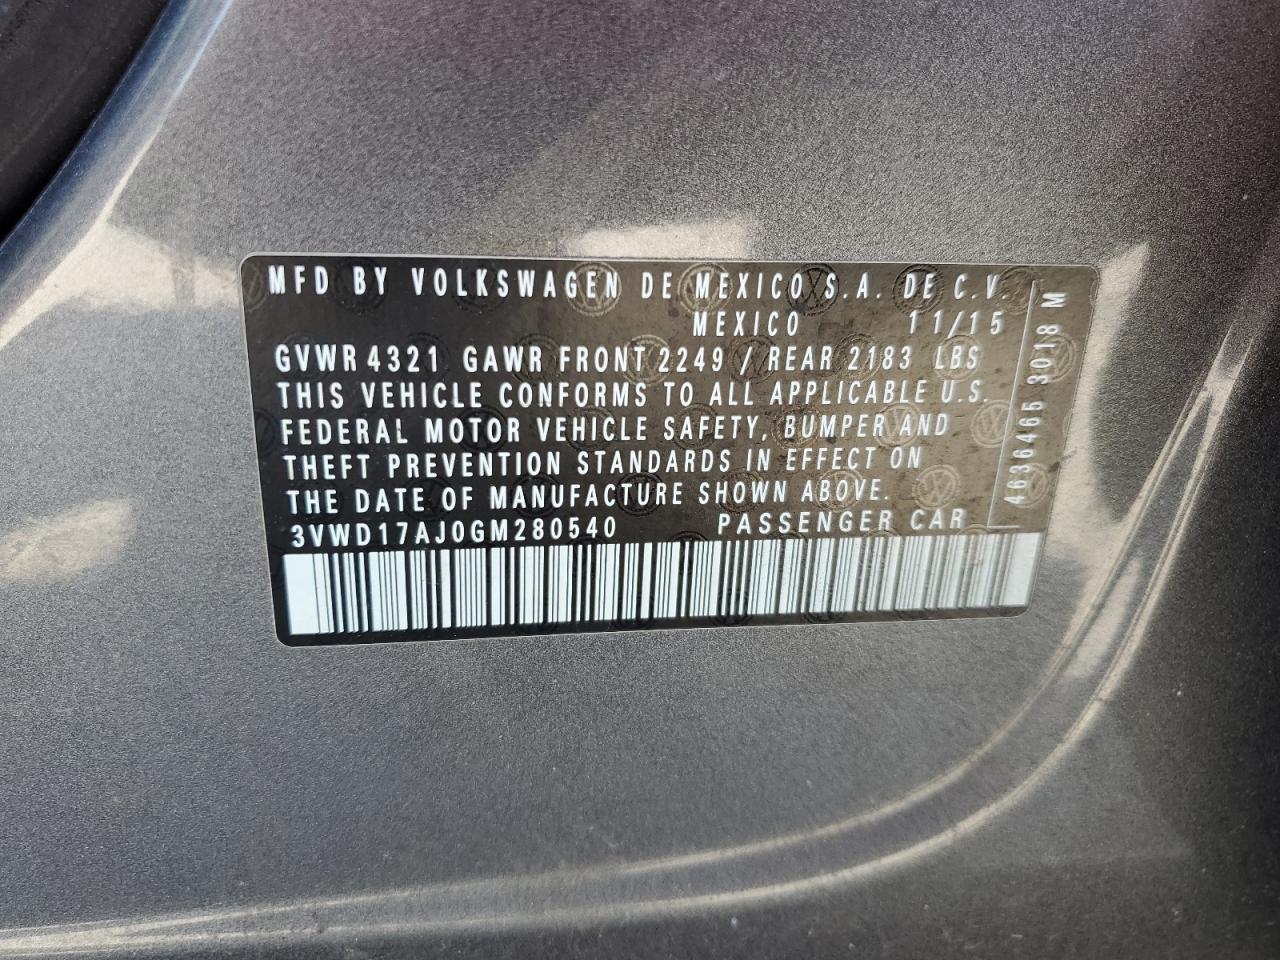 MFD BY VOLKSWAGEN DE MEXICO S.A. DE C.V.
MEXICO 11/15
GVWR 4321 GAWR FRONT 2249 / REAR 2183 LBS
THIS VEHICLE CONFORMS TO ALL APPLICABLE U.S.
FEDERAL MOTOR VEHICLE SAFETY, BUMPER AND
THEFT PREVENTION STANDARDS IN EFFECT ON
THE DATE OF MANUFACTURE SHOWN ABOVE.
3VWD17AJ0GM280540 PASSENGER CAR
4636465 3018 M